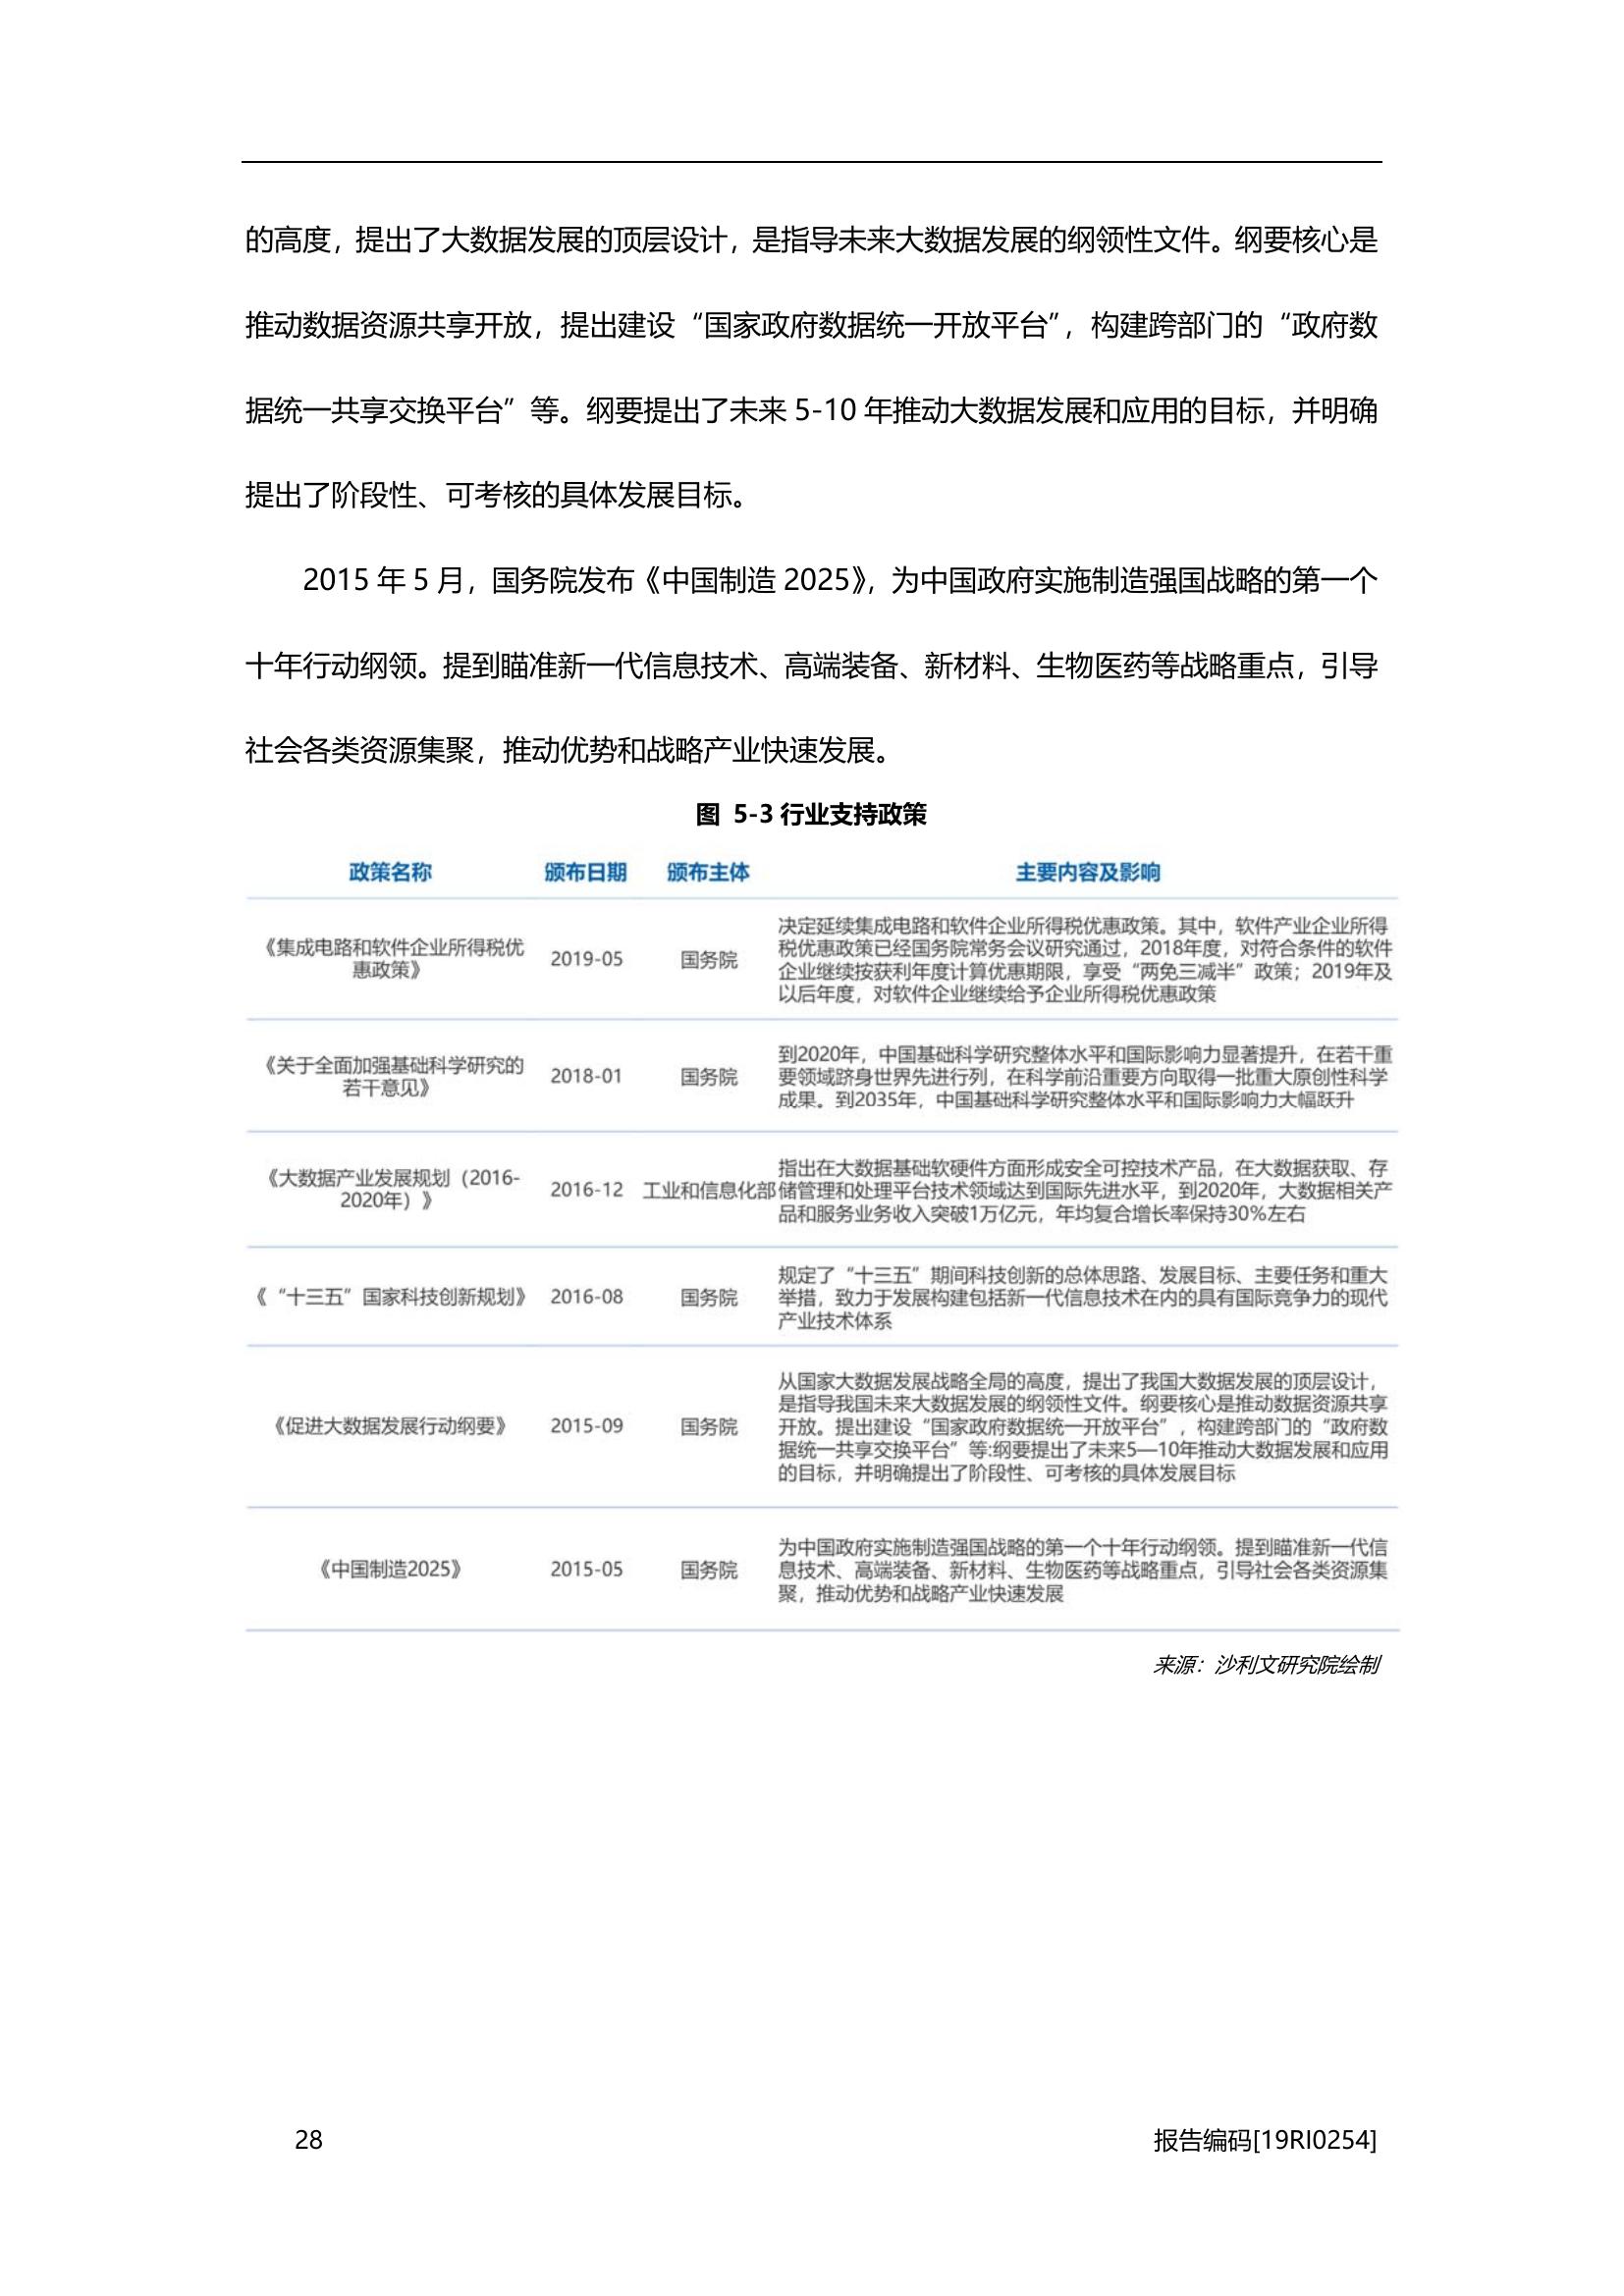 的高度，提出了大数据发展的顶层设计，是指导未来大数据发展的纲领性文件。纲要核心是
推动数据资源共享开放，提出建设“国家政府数据统一开放平台”，构建跨部门的“政府数
据统一共享交换平台”等。纲要提出了未来 5-10 年推动大数据发展和应用的目标，并明确
提出了阶段性、可考核的具体发展目标。
2015 年 5 月，国务院发布《中国制造 2025》，为中国政府实施制造强国战略的第一个
十年行动纲领。提到瞄准新一代信息技术、高端装备、新材料、生物医药等战略重点，引导
社会各类资源集聚，推动优势和战略产业快速发展。
图 5-3 行业支持政策
政策名称 颁布日期 颁布主体 主要内容及影响
《集成电路和软件企业所得税优
惠政策》
2019-05
国务院
决定延续集成电路和软件企业所得税优惠政策。其中，软件产业企业所得
税优惠政策已经国务院常务会议研究通过，2018年度，对符合条件的软件
企业继续按获利年度计算优惠期限，享受“两免三减半”政策；2019年及
以后年度，对软件企业继续给予企业所得税优惠政策
《关于全面加强基础科学研究的
若干意见》
2018-01
国务院
到2020年，中国基础科学研究整体水平和国际影响力显著提升，在若干重
要领域跻身世界先进行列，在科学前沿重要方向取得一批重大原创性科学
成果。到2035年，中国基础科学研究整体水平和国际影响力大幅跃升
《大数据产业发展规划（2016-
2020年）》
2016-12
工业和信息化部
指出在大数据基础软硬件方面形成安全可控技术产品，在大数据获取、存
储管理和处理平台技术领域达到国际先进水平，到2020年，大数据相关产
品和服务业务收入突破1万亿元，年均复合增长率保持30%左右
《“十三五”国家科技创新规划》
2016-08
国务院
规定了“十三五”期间科技创新的总体思路、发展目标、主要任务和重大
举措，致力于发展构建包括新一代信息技术在内的具有国际竞争力的现代
产业技术体系
《促进大数据发展行动纲要》
2015-09
国务院
从国家大数据发展战略全局的高度，提出了我国大数据发展的顶层设计，
是指导我国未来大数据发展的纲领性文件。纲要核心是推动数据资源共享
开放。提出建设“国家政府数据统一开放平台”，构建跨部门的“政府数
据统一共享交换平台”等:纲要提出了未来5—10年推动大数据发展和应用
的目标，并明确提出了阶段性、可考核的具体发展目标
《中国制造2025》
2015-05
国务院
为中国政府实施制造强国战略的第一个十年行动纲领。提到瞄准新一代信
息技术、高端装备、新材料、生物医药等战略重点，引导社会各类资源集
聚，推动优势和战略产业快速发展
来源：沙利文研究院绘制
28
报告编码[19RI0254]